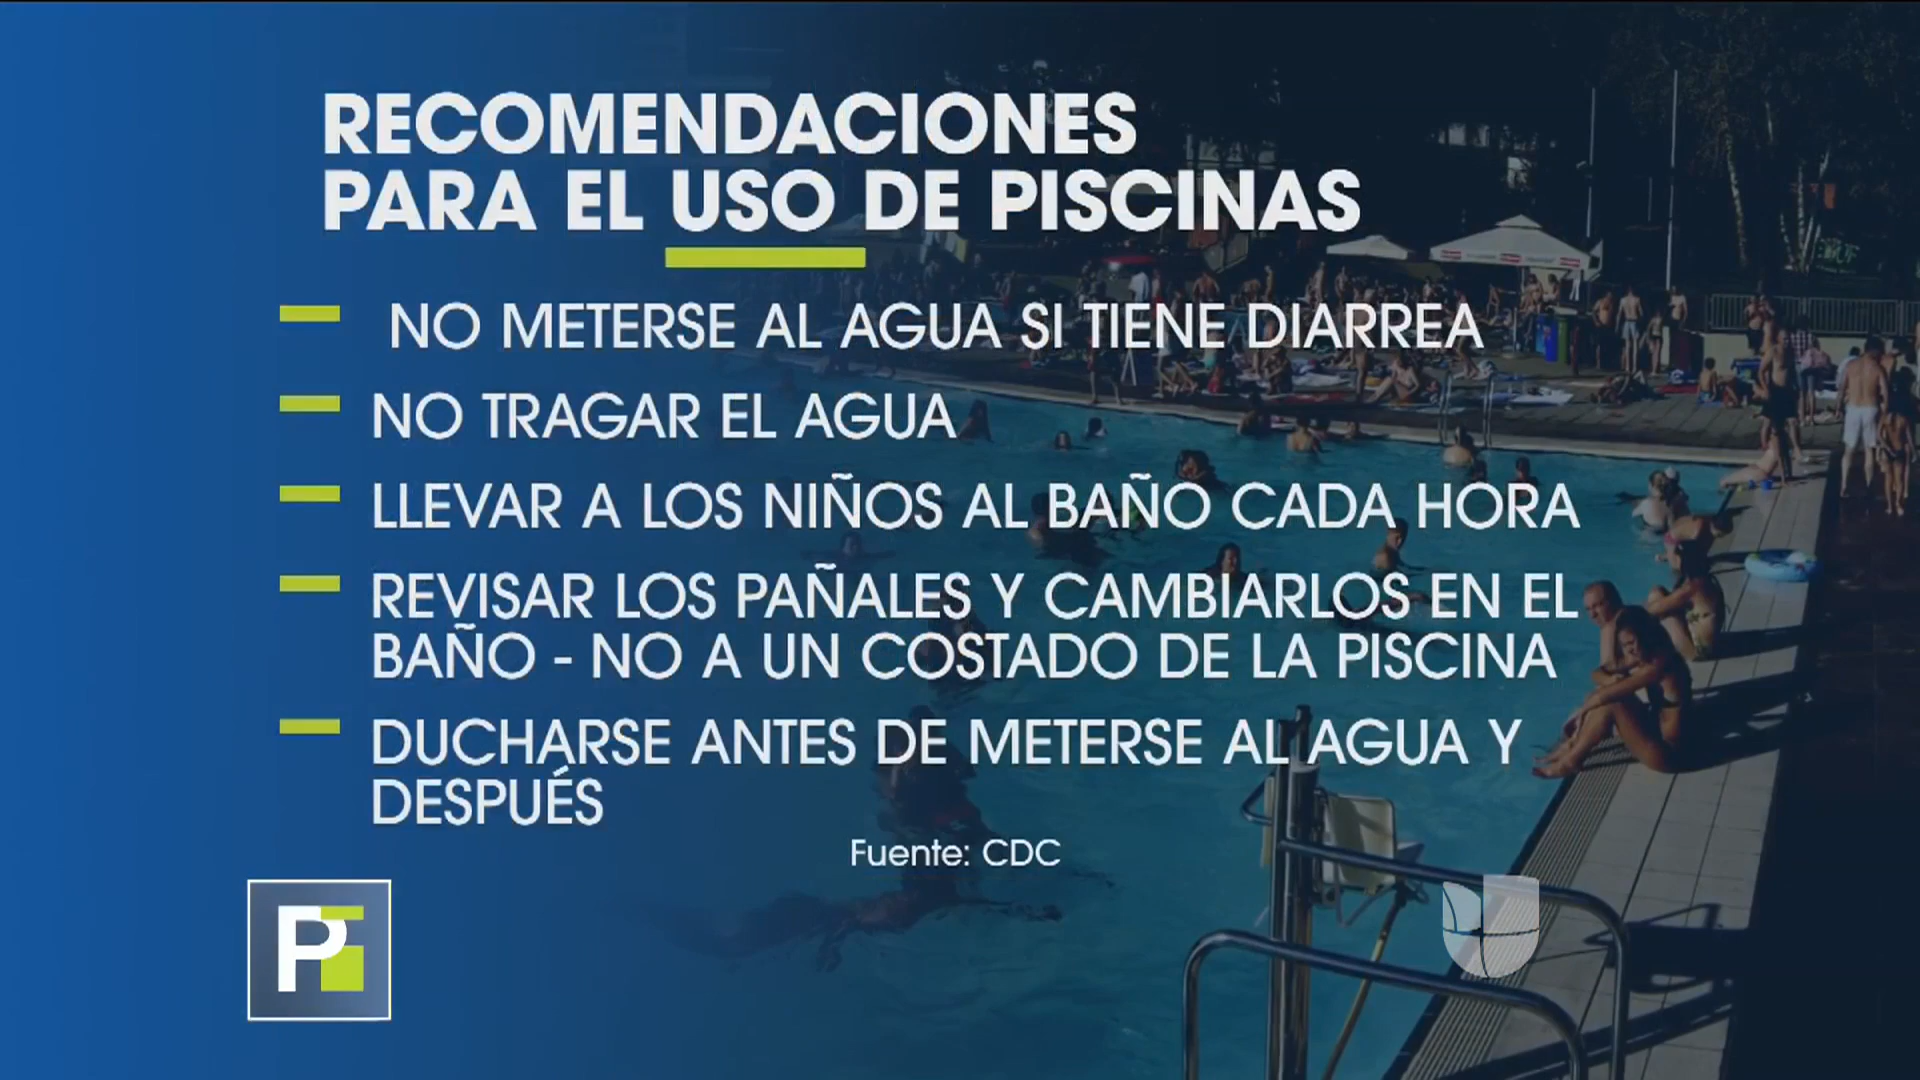 RECOMENDACIONES
PARA EL USO DE PISCINAS
NO METERSE AL AGUA SI TIENE DIARREA
NO TRAGAR EL AGUA
LLEVAR A LOS NIÑOS AL BAÑO CADA HORA
REVISAR LOS PAÑALES Y CAMBIARLOS EN EL
BAÑO - NO A UN COSTADO DE LA PISCINA
DUCHARSE ANTES DE METERSE AL AGUA Y
DESPUÉS
Fuente: CDC
P